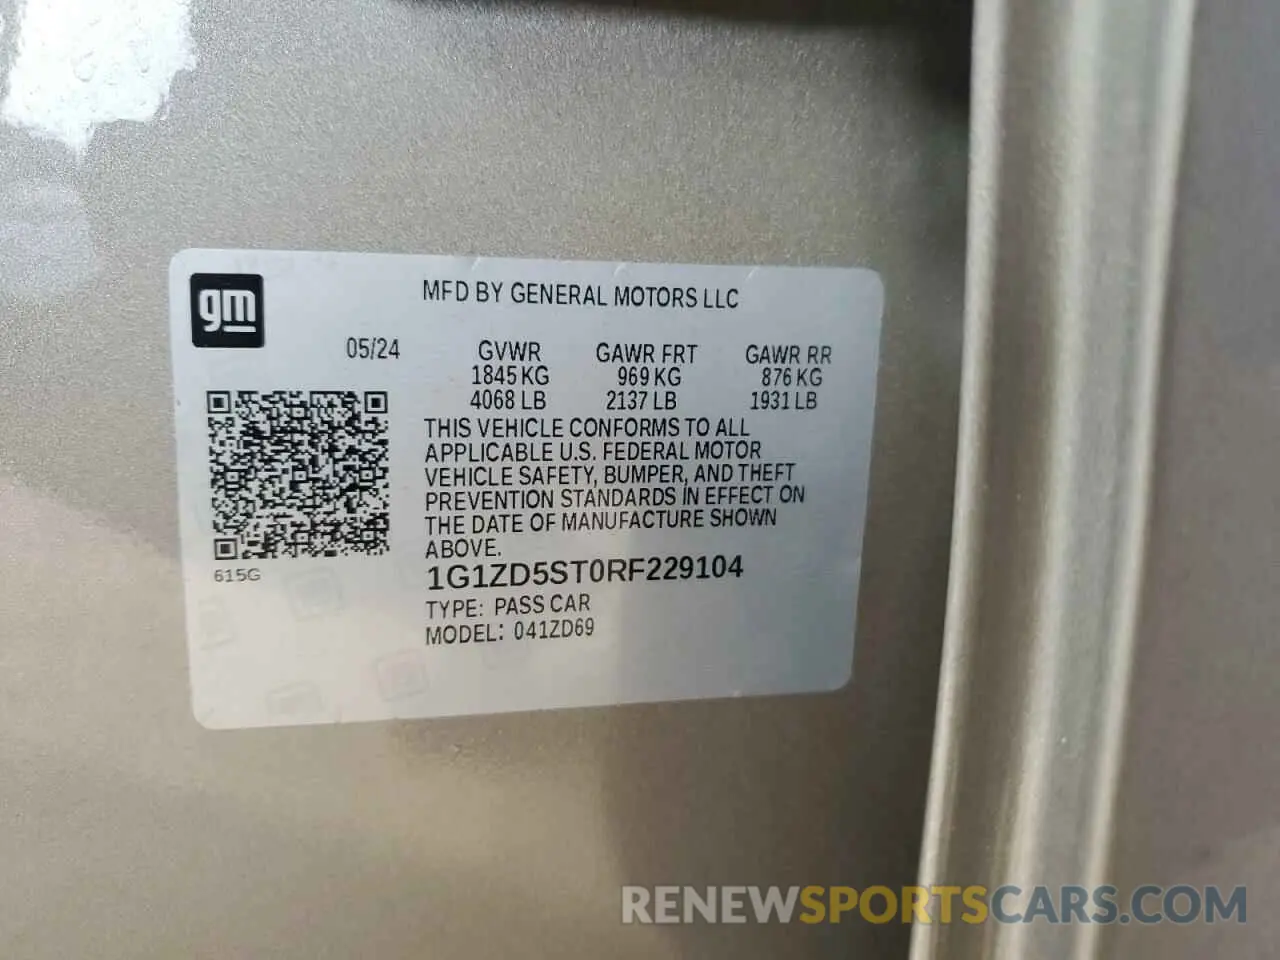 gm
MFD BY GENERAL MOTORS LLC
05/24 GVWR GAWR FRT GAWR RR
1845 KG 969 KG 876 KG
4068 LB 2137 LB 1931 LB
THIS VEHICLE CONFORMS TO ALL
APPLICABLE U.S. FEDERAL MOTOR
VEHICLE SAFETY, BUMPER, AND THEFT
PREVENTION STANDARDS IN EFFECT ON
THE DATE OF MANUFACTURE SHOWN
ABOVE.
615G
1G1ZD5ST0RF229104
TYPE: PASS CAR
MODEL: 041ZD69
RENEWSPORTSCARS.COM